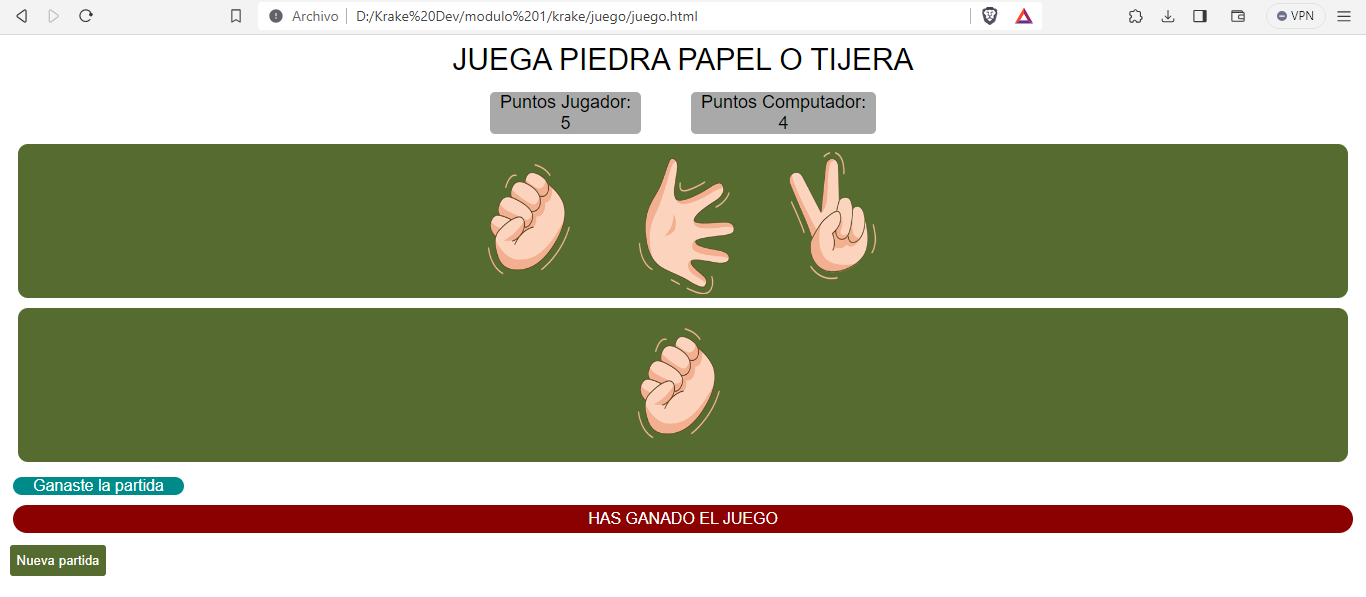 Archivo D:/Krake%20Dev/modulo%201/krake/juego/juego.html
VPN
JUEGA PIEDRA PAPEL O TIJERA
Puntos Jugador:
5
Puntos Computador:
4
Ganaste la partida
HAS GANADO EL JUEGO
Nueva partida